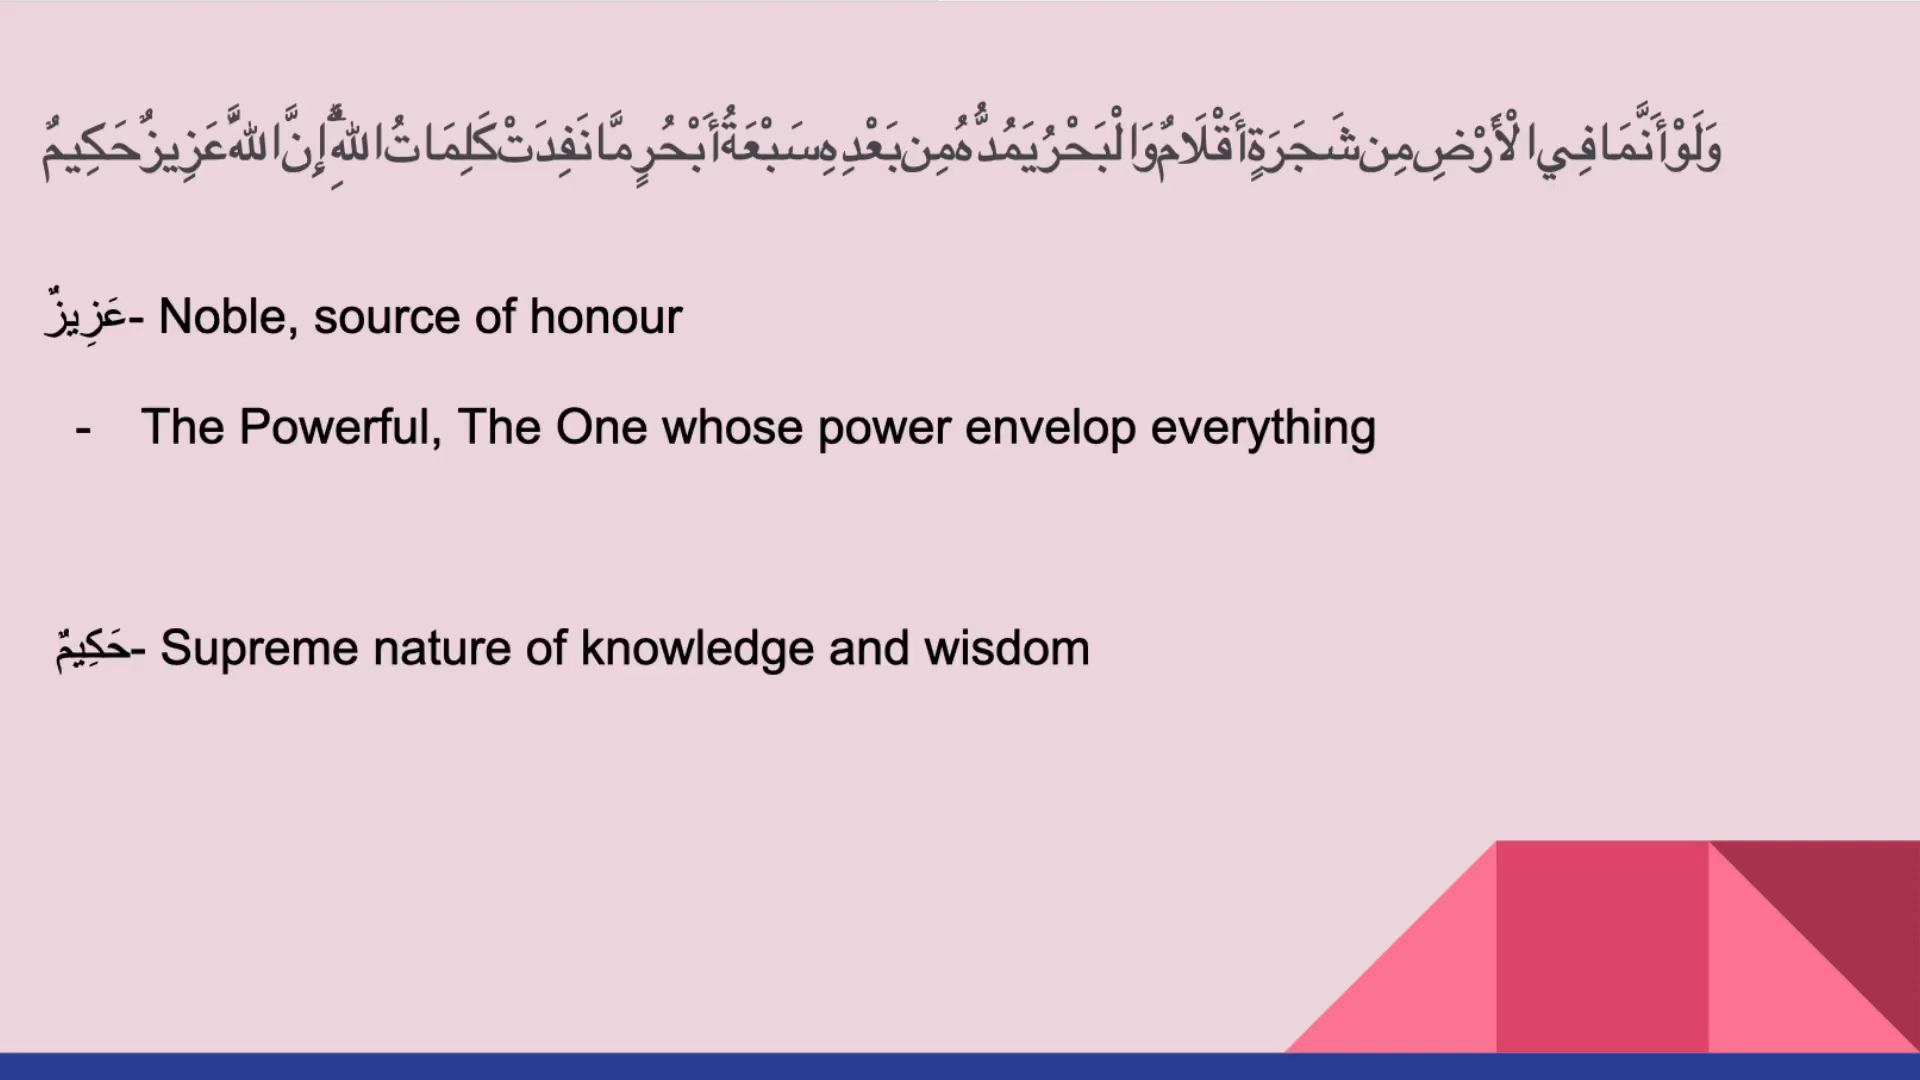 وَلَوْ أَنَّمَا فِي الْأَرْضِ مِن شَجَرَةٍ أَقْلَامٌ وَالْبَحْرُ يَمُدُّهُ مِن بَعْدِهِ سَبْعَةُ أَبْحُرٍ مَّا نَفِدَتْ كَلِمَاتُ اللَّهِ ۗ إِنَّ اللَّهَ عَزِيزٌ حَكِيمٌ
عَزِيزٌ- Noble, source of honour
- The Powerful, The One whose power envelop everything
حَكِيمٌ- Supreme nature of knowledge and wisdom